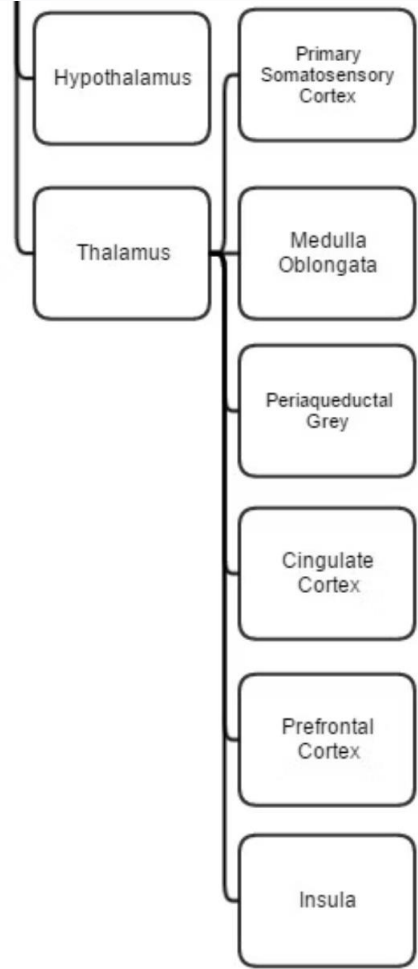 Hypothalamus
Primary
Somatosensory
Cortex
Thalamus
Medulla
Oblongata
Periaqueductal
Grey
Cingulate
Cortex
Prefrontal
Cortex
Insula